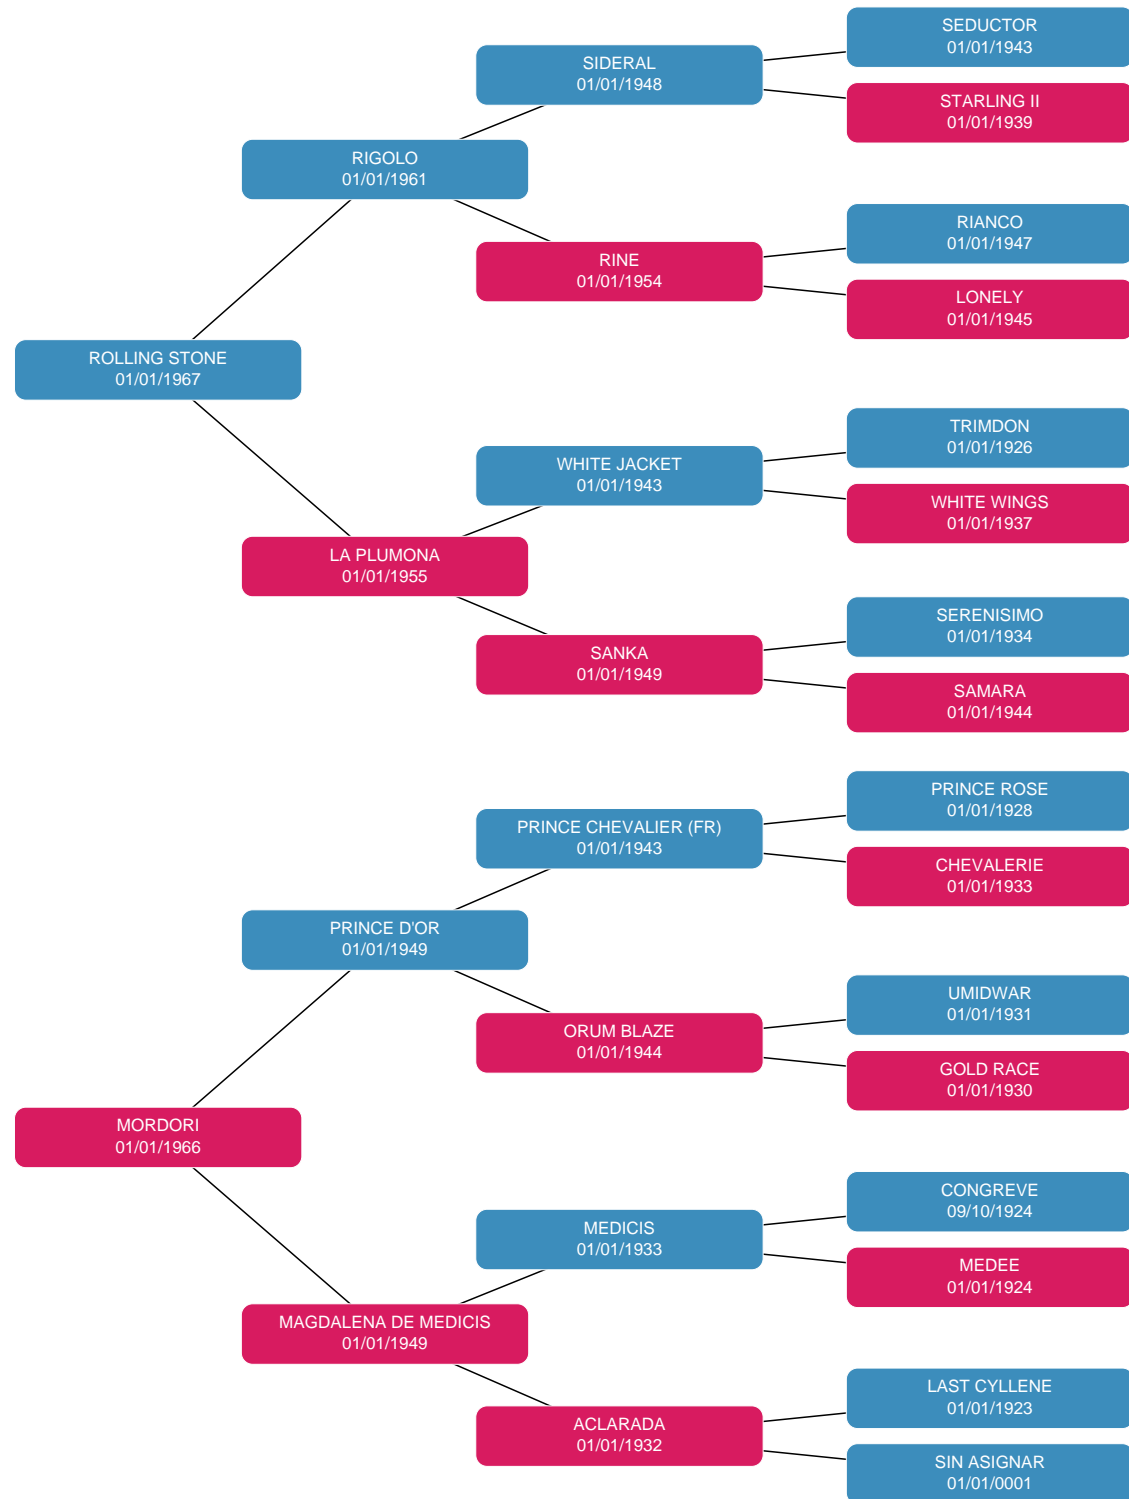 SEDUCTOR
01/01/1943
SIDERAL
01/01/1948
STARLING II
01/01/1939
RIGOLO
01/01/1961
RIANCO
01/01/1947
RINE
01/01/1954
LONELY
01/01/1945
ROLLING STONE
01/01/1967
TRIMDON
01/01/1926
WHITE JACKET
01/01/1943
WHITE WINGS
01/01/1937
LA PLUMONA
01/01/1955
SERENISIMO
01/01/1934
SANKA
01/01/1949
SAMARA
01/01/1944
PRINCE ROSE
01/01/1928
PRINCE CHEVALIER (FR)
01/01/1943
CHEVALERIE
01/01/1933
PRINCE D'OR
01/01/1949
UMIDWAR
01/01/1931
ORUM BLAZE
01/01/1944
GOLD RACE
01/01/1930
MORDORI
01/01/1966
CONGREVE
09/10/1924
MEDICIS
01/01/1933
MEDEE
01/01/1924
MAGDALENA DE MEDICIS
01/01/1949
LAST CYLLENE
01/01/1923
ACLARADA
01/01/1932
SIN ASIGNAR
01/01/0001